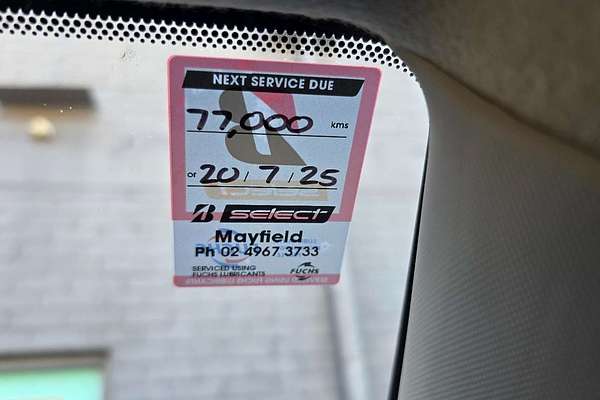 NEXT SERVICE DUE
77,000 kms
or 20/7/25
B select
Mayfield
Ph 02 4967 3733
SERVICED USING
FUCHS LUBRICANTS
FUCHS